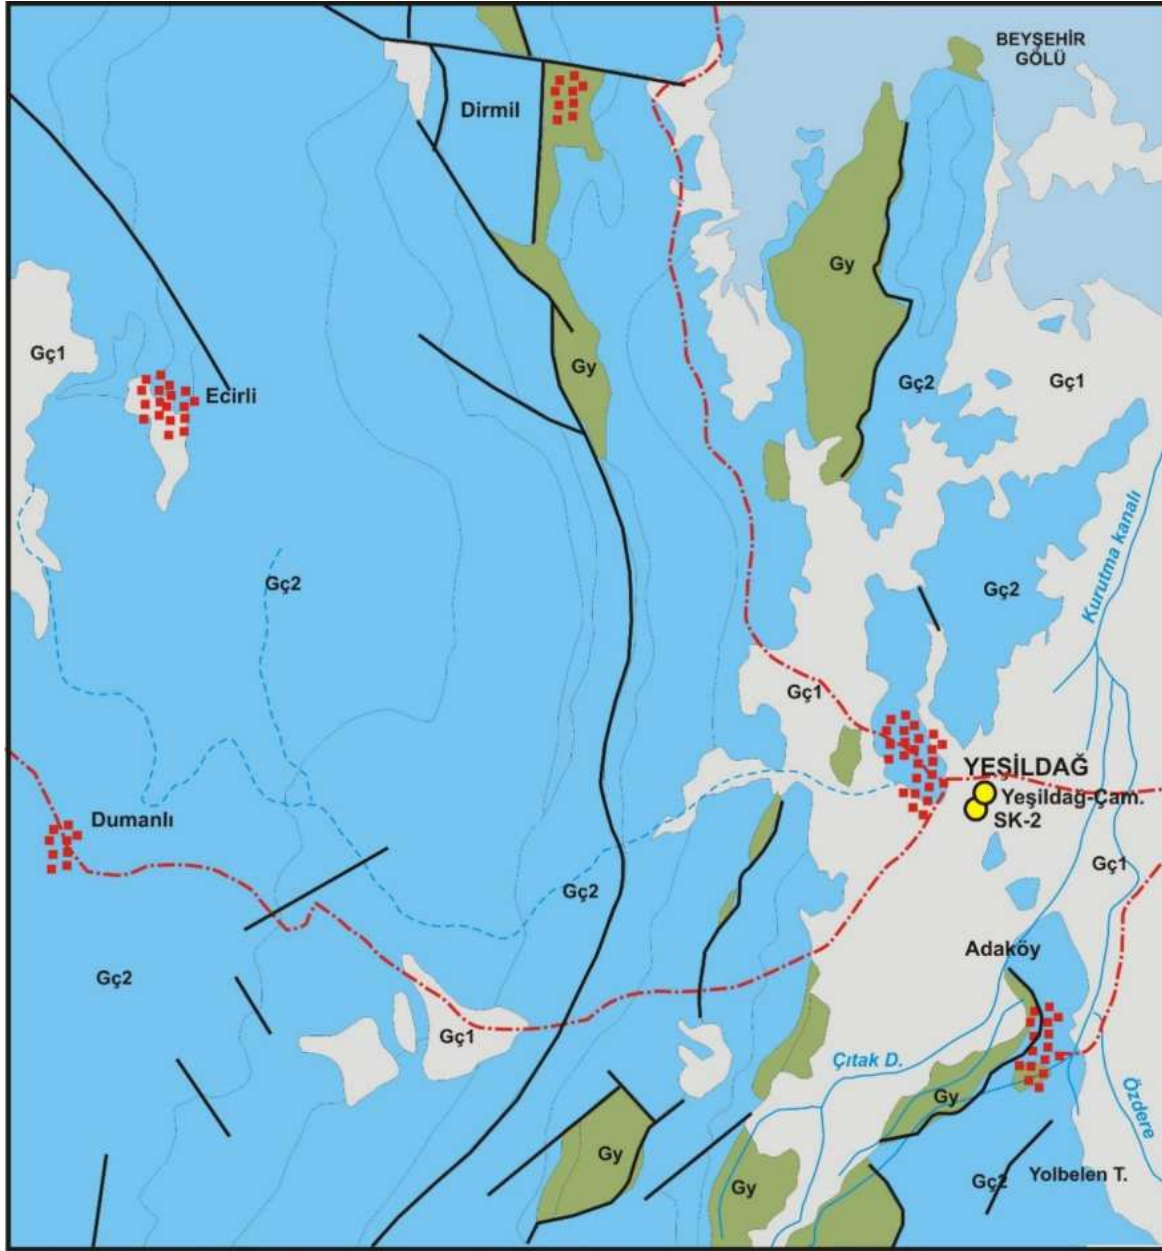 BEYŞEHİR
GÖLÜ
Dirmil
Gy
Gç1
Gy
Gç2
Gç1
Ecirli
Kurutma kanalı
Gç2
Gç2
Gç1
YEŞİLDAĞ
Yeşildağ-Çam.
SK-2
Dumanlı
Gç1
Gç2
Adaköy
Gç2
Gç1
Çıtak D.
Gy
Özdere
Gy
Gy
Gç2
Yolbelen T.